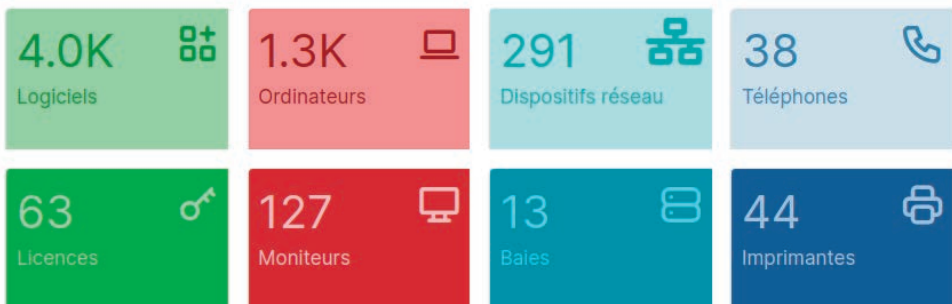 4.0K
Logiciels
1.3K
Ordinateurs
291
Dispositifs réseau
38
Téléphones
63
Licences
127
Moniteurs
13
Baies
44
Imprimantes